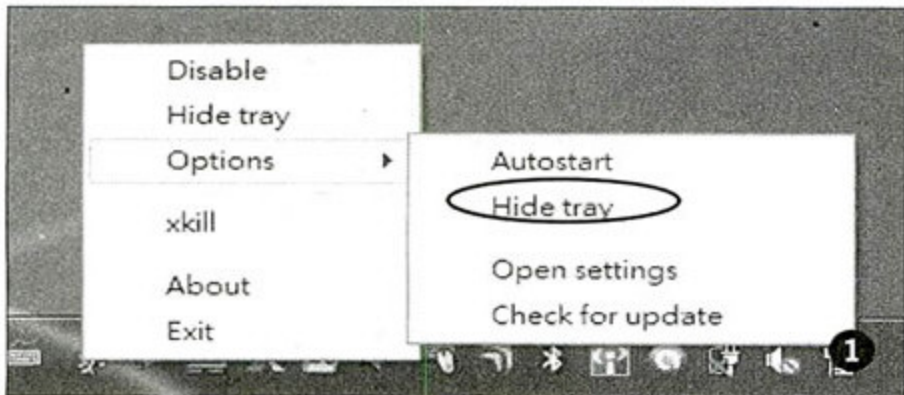 Disable
Hide tray
Options
xkill
About
Exit
Autostart
Hide tray
Open settings
Check for update
1